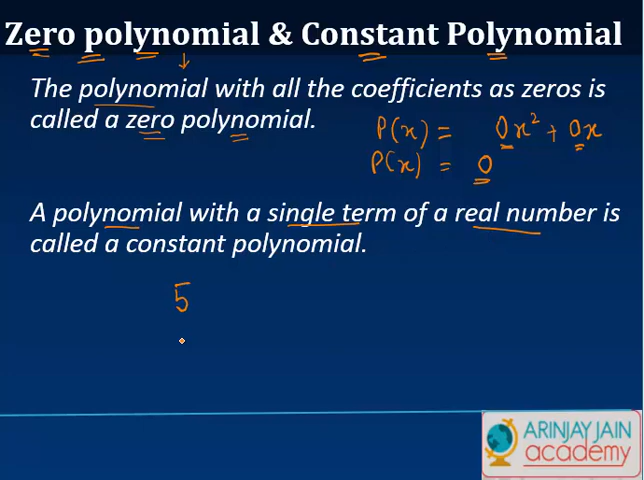 Zero polynomial & Constant Polynomial
The polynomial with all the coefficients as zeros is
called a zero polynomial.
P(x) = 0x² + 0x
P(x) = 0
A polynomial with a single term of a real number is
called a constant polynomial.
5
ARINJAY JAIN
academy